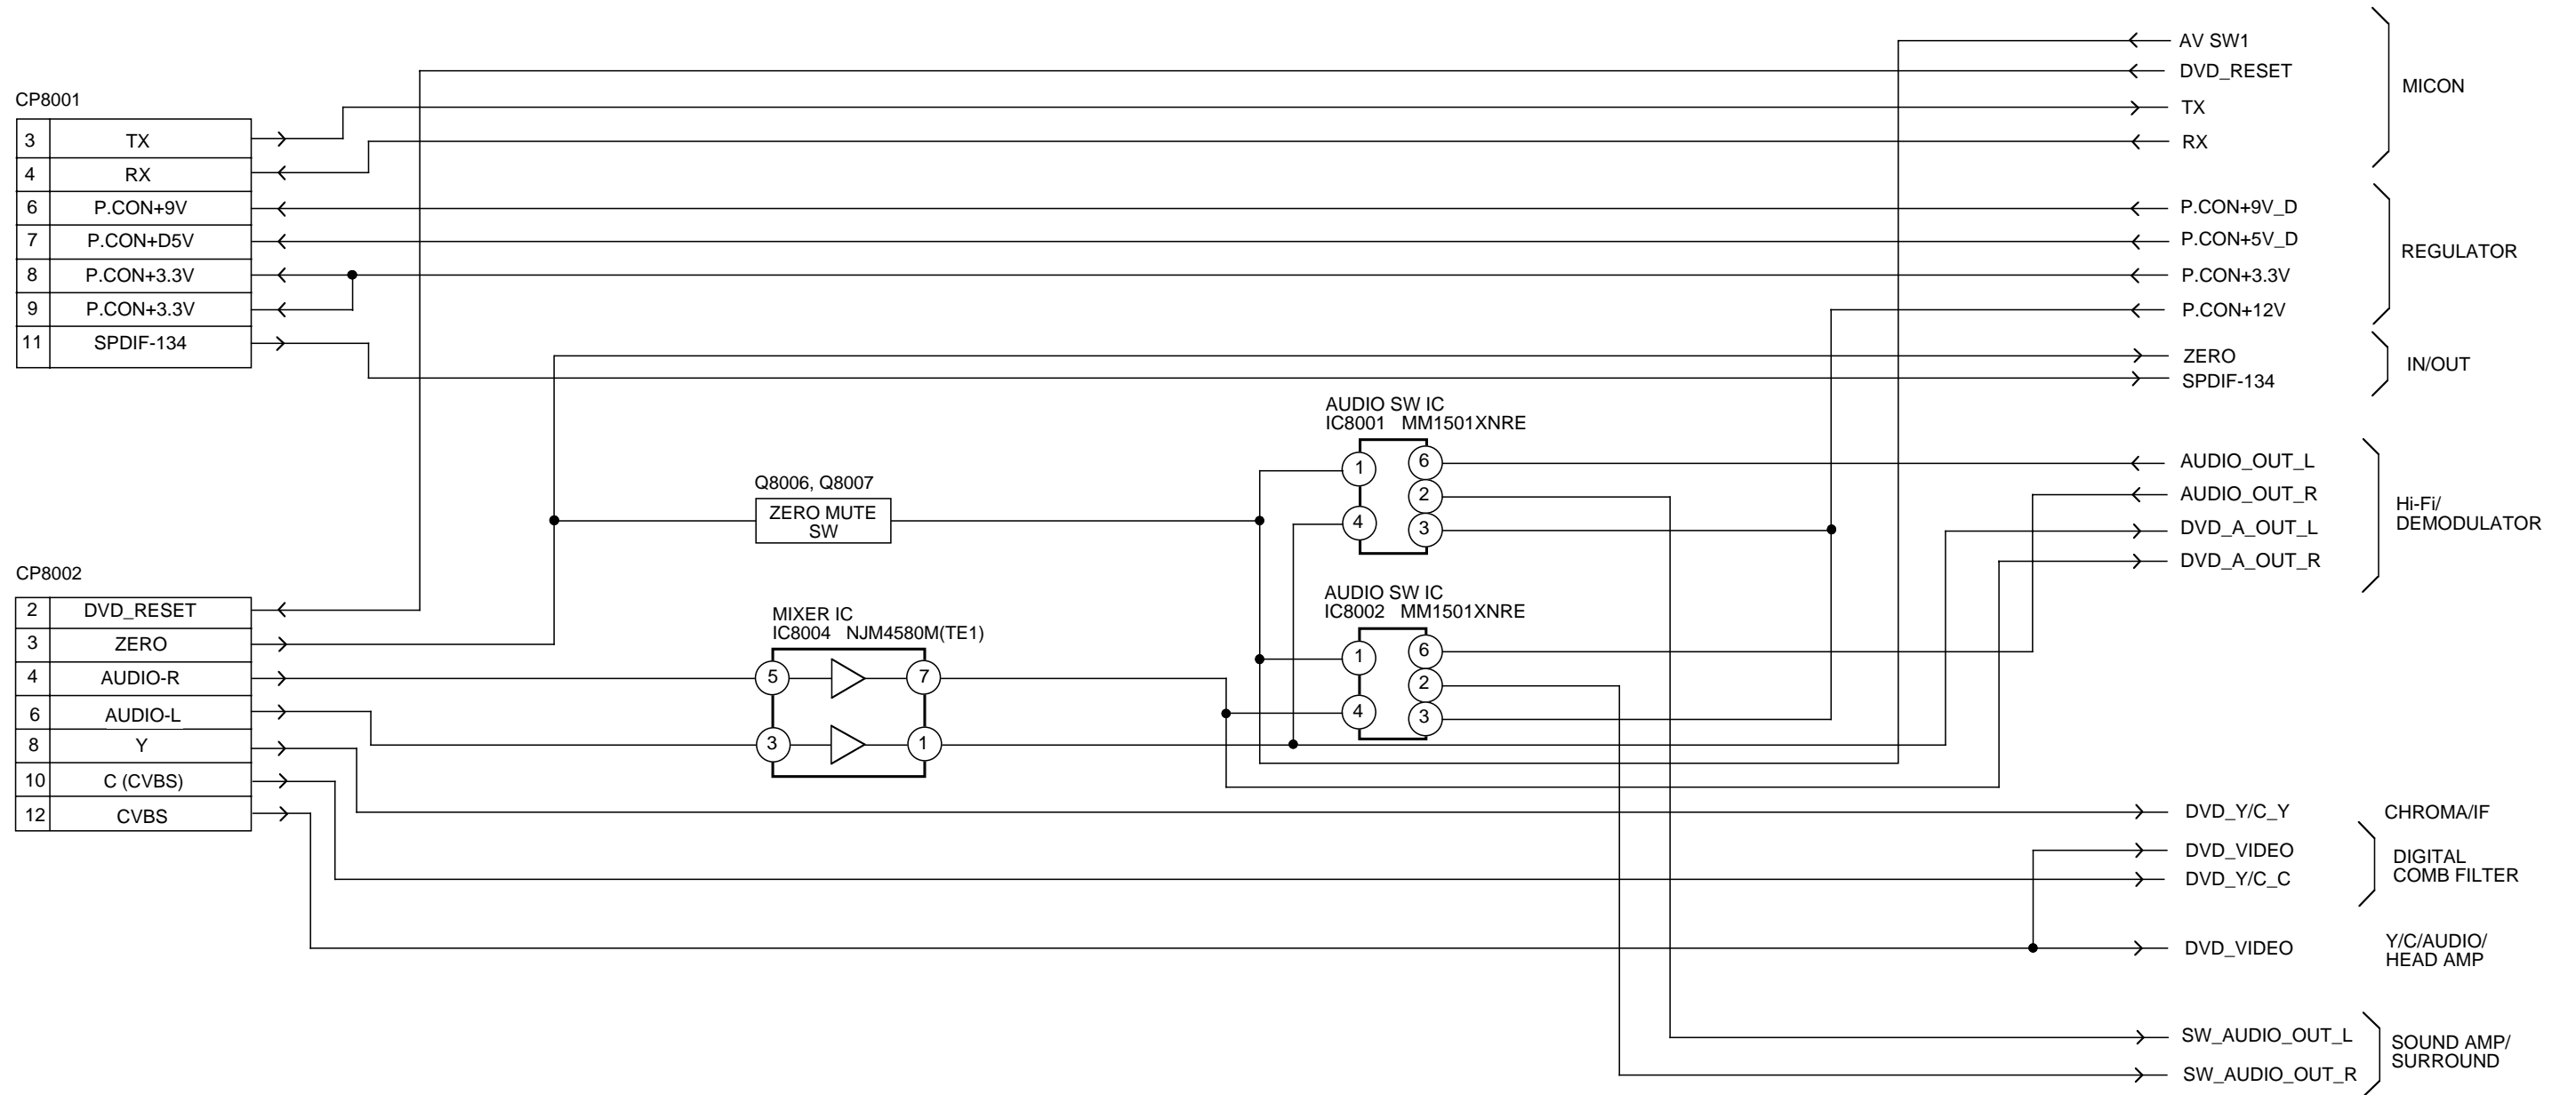 CP8001
3 TX
4 RX
6 P.CON+9V
7 P.CON+D5V
8 P.CON+3.3V
9 P.CON+3.3V
11 SPDIF-134
CP8002
2 DVD_RESET
3 ZERO
4 AUDIO-R
6 AUDIO-L
8 Y
10 C (CVBS)
12 CVBS
Q8006, Q8007
ZERO MUTE
SW
MIXER IC
IC8004 NJM4580M(TE1)
5 7
3 1
AUDIO SW IC
IC8001 MM1501XNRE
1 6
2
4 3
AUDIO SW IC
IC8002 MM1501XNRE
1 6
2
4 3
AV SW1
DVD_RESET
TX
RX
MICON
P.CON+9V_D
P.CON+5V_D
P.CON+3.3V
P.CON+12V
REGULATOR
ZERO
SPDIF-134
IN/OUT
AUDIO_OUT_L
AUDIO_OUT_R
DVD_A_OUT_L
DVD_A_OUT_R
Hi-Fi/
DEMODULATOR
DVD_Y/C_Y
CHROMA/IF
DVD_VIDEO
DVD_Y/C_C
DIGITAL
COMB FILTER
DVD_VIDEO
Y/C/AUDIO/
HEAD AMP
SW_AUDIO_OUT_L
SW_AUDIO_OUT_R
SOUND AMP/
SURROUND